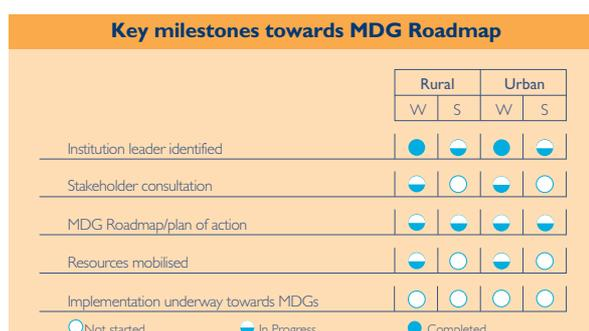 Key milestones towards MDG Roadmap
Rural Urban
W S W S
Institution leader identified
Stakeholder consultation
MDG Roadmap/plan of action
Resources mobilised
Implementation underway towards MDGs
Not started In Progress Completed